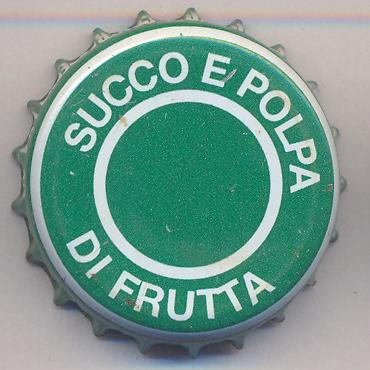 SUCCO E POLPA
DI FRUTTA